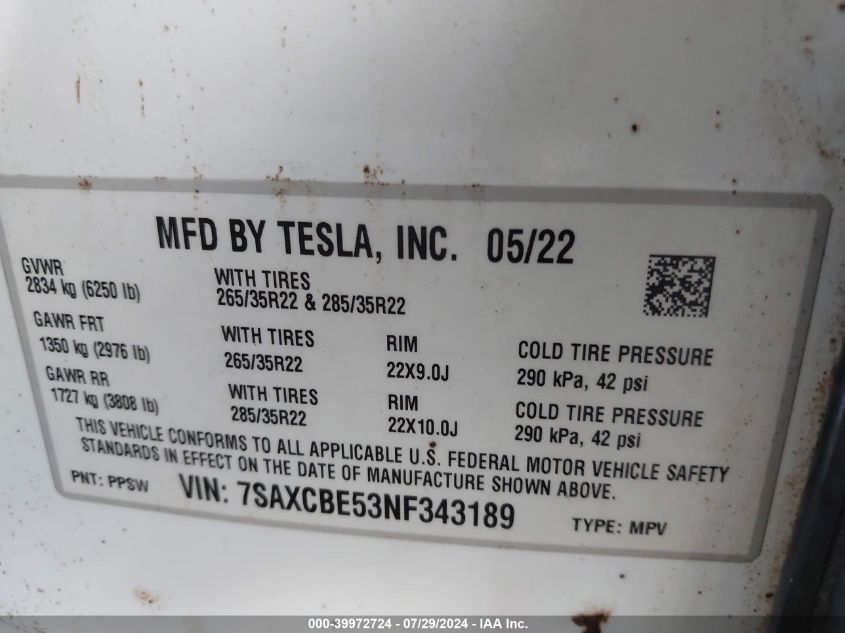 MFD BY TESLA, INC. 05/22
GVWR
2834 kg (6250 lb)
WITH TIRES
265/35R22 & 285/35R22
GAWR FRT
1350 kg (2976 lb)
WITH TIRES
265/35R22
RIM
22X9.0J
COLD TIRE PRESSURE
290 kPa, 42 psi
GAWR RR
1727 kg (3808 lb)
WITH TIRES
285/35R22
RIM
22X10.0J
COLD TIRE PRESSURE
290 kPa, 42 psi
THIS VEHICLE CONFORMS TO ALL APPLICABLE U.S. FEDERAL MOTOR VEHICLE SAFETY
STANDARDS IN EFFECT ON THE DATE OF MANUFACTURE SHOWN ABOVE.
PNT: PPSW VIN: 7SAXCBE53NF343189 TYPE: MPV
000-39972724 - 07/29/2024 - IAA Inc.